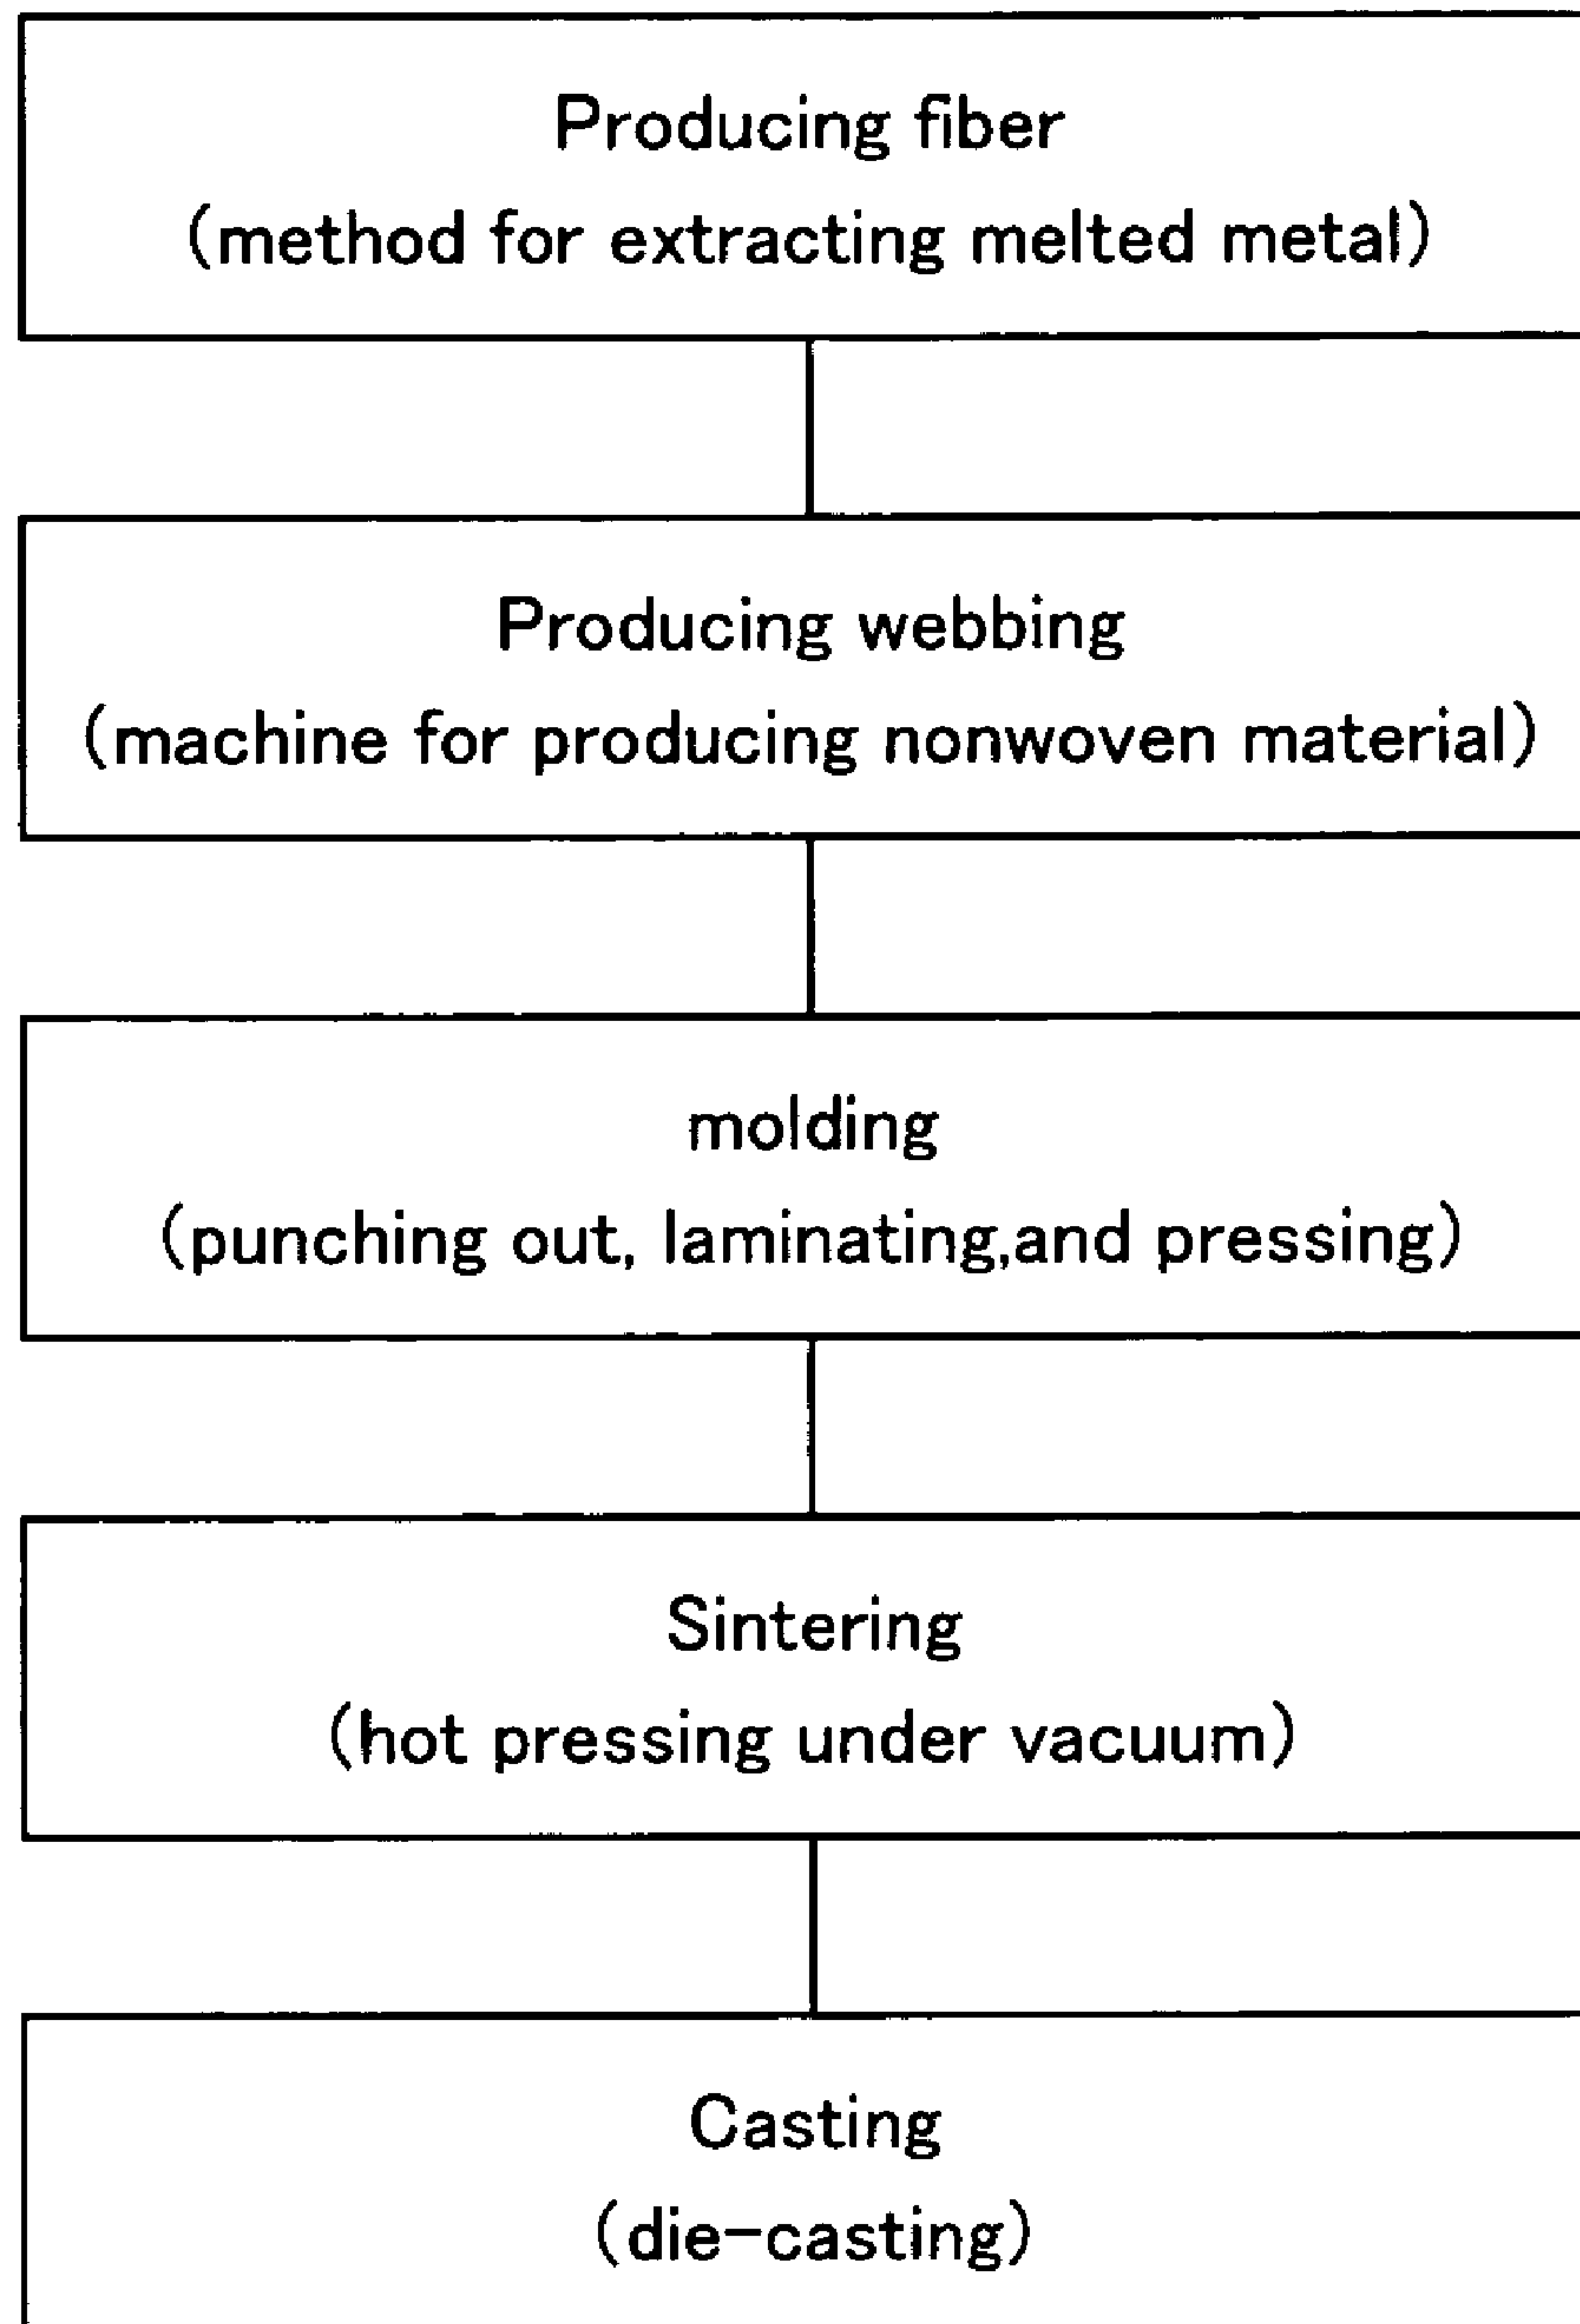 Producing fiber
(method for extracting melted metal)
Producing webbing
(machine for producing nonwoven material)
molding
(punching out, laminating,and pressing)
Sintering
(hot pressing under vacuum)
Casting
(die-casting)